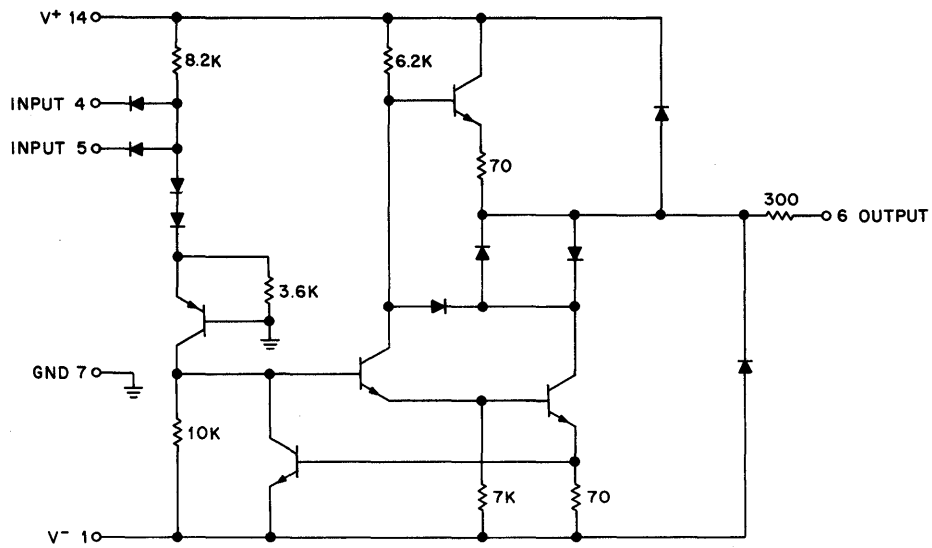 V+ 14
8.2K
6.2K
INPUT 4
INPUT 5
70
300
6 OUTPUT
3.6K
GND 7
10K
7K
70
V- 1